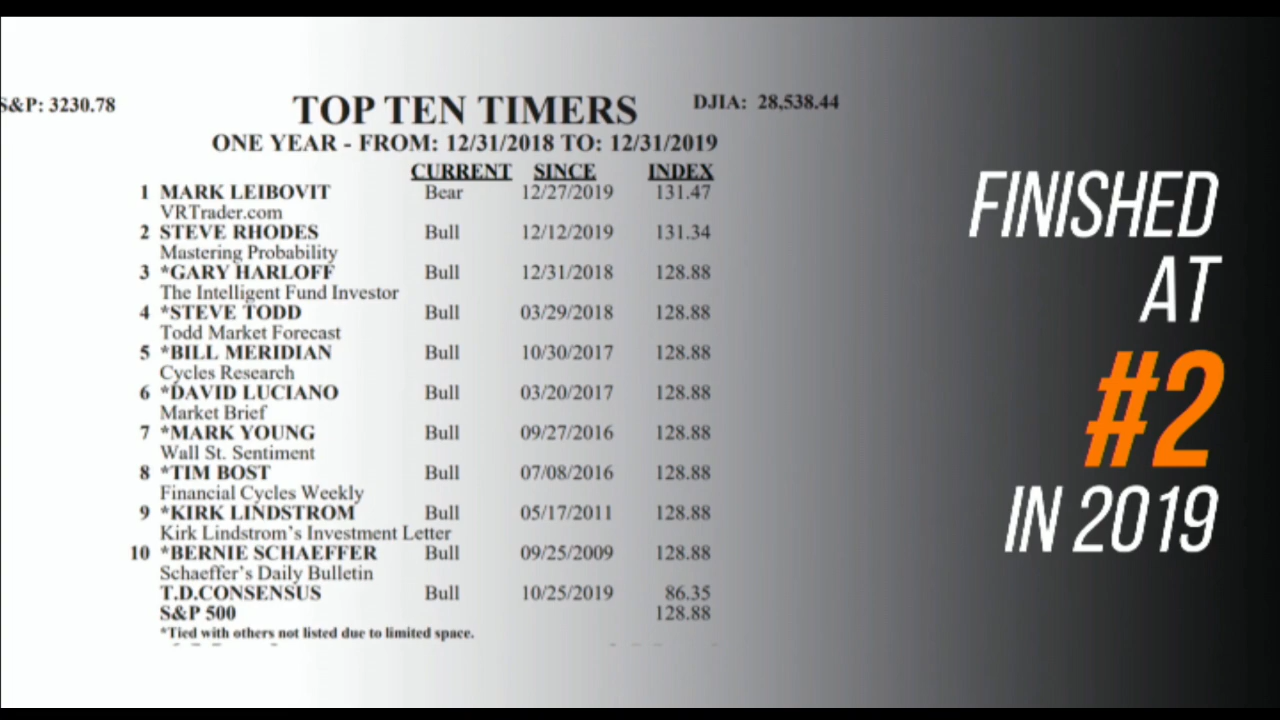 S&P: 3230.78
TOP TEN TIMERS
DJIA: 28,538.44
ONE YEAR - FROM: 12/31/2018 TO: 12/31/2019
CURRENT SINCE INDEX
1 MARK LEIBOVIT Bear 12/27/2019 131.47
VRTrader.com
2 STEVE RHODES Bull 12/12/2019 131.34
Mastering Probability
3 *GARY HARLOFF Bull 12/31/2018 128.88
The Intelligent Fund Investor
4 *STEVE TODD Bull 03/29/2018 128.88
Todd Market Forecast
5 *BILL MERIDIAN Bull 10/30/2017 128.88
Cycles Research
6 *DAVID LUCIANO Bull 03/20/2017 128.88
Market Brief
7 *MARK YOUNG Bull 09/27/2016 128.88
Wall St. Sentiment
8 *TIM BOST Bull 07/08/2016 128.88
Financial Cycles Weekly
9 *KIRK LINDSTROM Bull 05/17/2011 128.88
Kirk Lindstrom's Investment Letter
10 *BERNIE SCHAEFFER Bull 09/25/2009 128.88
Schaeffer's Daily Bulletin
T.D.CONSENSUS Bull 10/25/2019 86.35
S&P 500 128.88
*Tied with others not listed due to limited space.
FINISHED
AT
#2
IN 2019